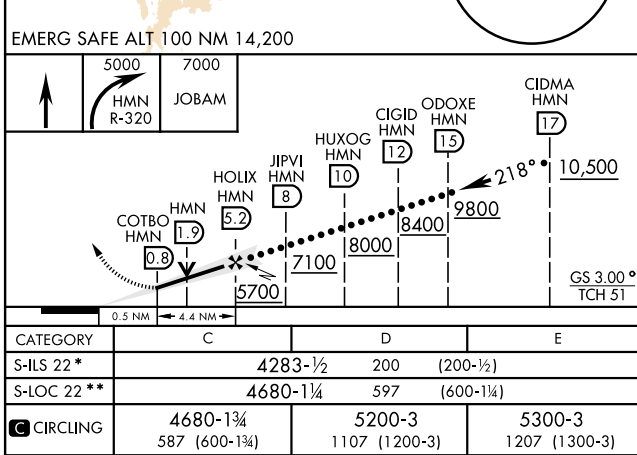 EMERG SAFE ALT 100 NM 14,200
5000
HMN
R-320
7000
JOBAM
CIDMA
HMN
17
ODOXE
HMN
15
CIGID
HMN
12
HUXOG
HMN
10
JIPVI
HMN
8
HOLIX
HMN
5.2
HMN
1.9
COTBO
HMN
0.8
218°
10,500
9800
8400
8000
7100
5700
GS 3.00°
TCH 51
0.5 NM
4.4 NM
CATEGORY C D E
S-ILS 22 * 4283-½ 200 (200-½)
S-LOC 22 ** 4680-1¼ 597 (600-1¼)
C CIRCLING 4680-1¾ 5200-3 5300-3
587 (600-1¾) 1107 (1200-3) 1207 (1300-3)